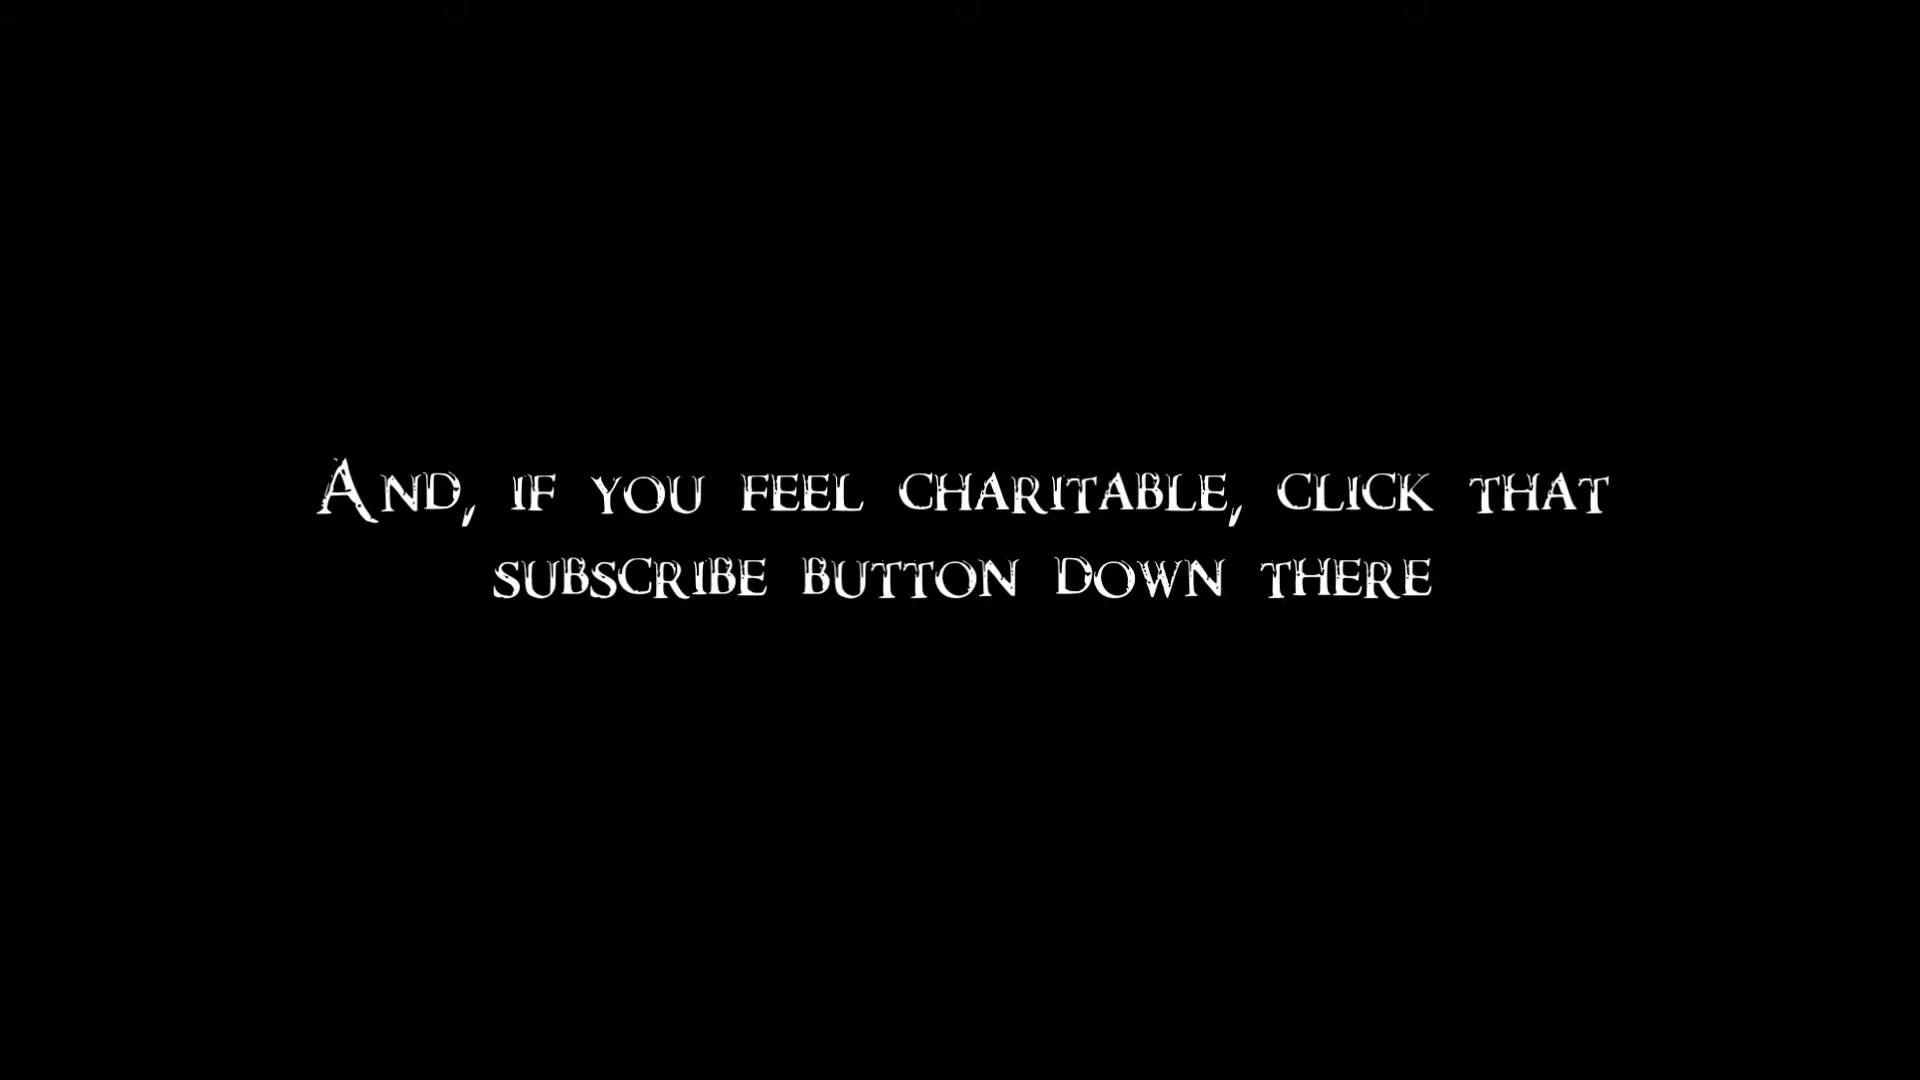 And, if you feel charitable, click that
subscribe button down there